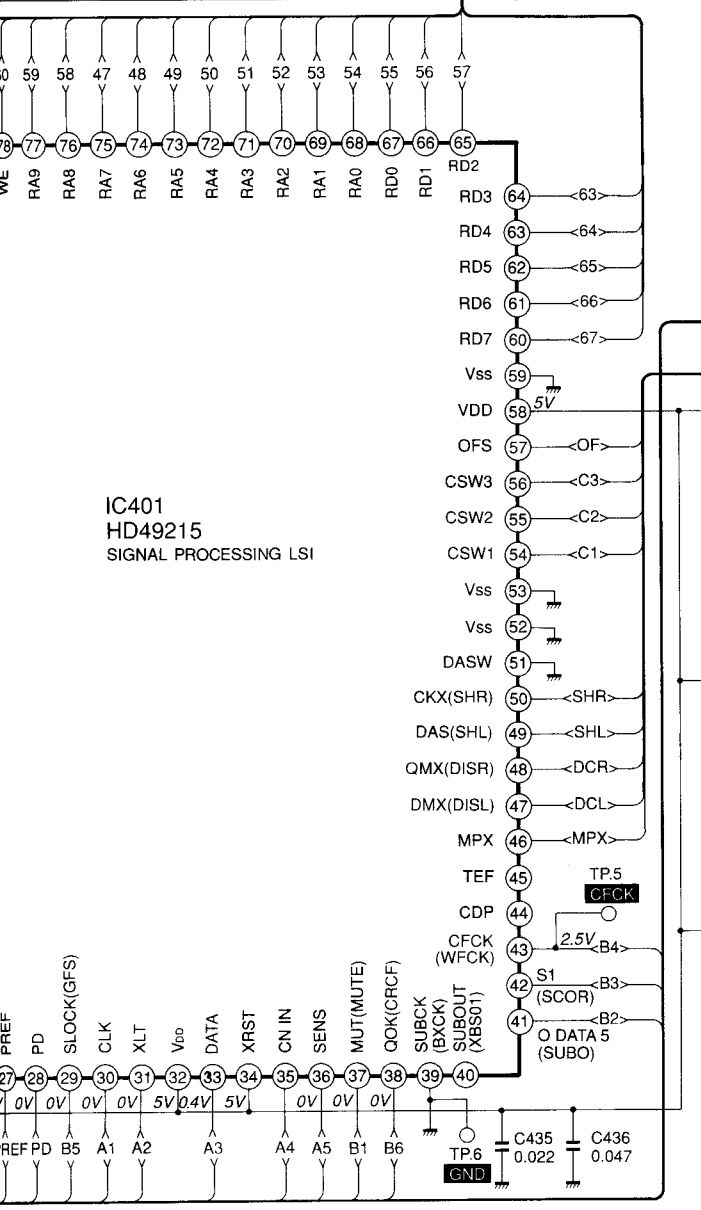 59 58 47 48 49 50 51 52 53 54 55 56 57
77 76 75 74 73 72 71 70 69 68 67 66 65
WE RA9 RA8 RA7 RA6 RA5 RA4 RA3 RA2 RA1 RA0 RD0 RD1 RD2
RD3 64 <63>
RD4 63 <64>
RD5 62 <65>
RD6 61 <66>
RD7 60 <67>
Vss 59
VDD 58 5V
OFS 57 <OF>
CSW3 56 <C3>
CSW2 55 <C2>
CSW1 54 <C1>
IC401
HD49215
SIGNAL PROCESSING LSI
Vss 53
Vss 52
DASW 51
CKX(SHR) 50 <SHR>
DAS(SHL) 49 <SHL>
QMX(DISR) 48 <DCR>
DMX(DISL) 47 <DCL>
MPX 46 <MPX>
TEF 45
TP.5
CFCK
CDP 44
CFCK
(WFCK) 43 2.5V <B4>
42 S1 <B3>
(SCOR)
41 <B2>
O DATA 5
(SUBO)
PREF PD SLOCK(GFS) CLK XLT VDD DATA XRST CN IN SENS MUT(MUTE) QOK(CRCF) SUBCK (BXCK) SUBOUT (XBS01)
27 28 29 30 31 32 33 34 35 36 37 38 39 40
0V 0V 0V 0V 5V 0.4V 5V 0V 0V 0V
PD B5 A1 A2 A3 A4 A5 B1 B6
TP.6
GND
C435
0.022
C436
0.047